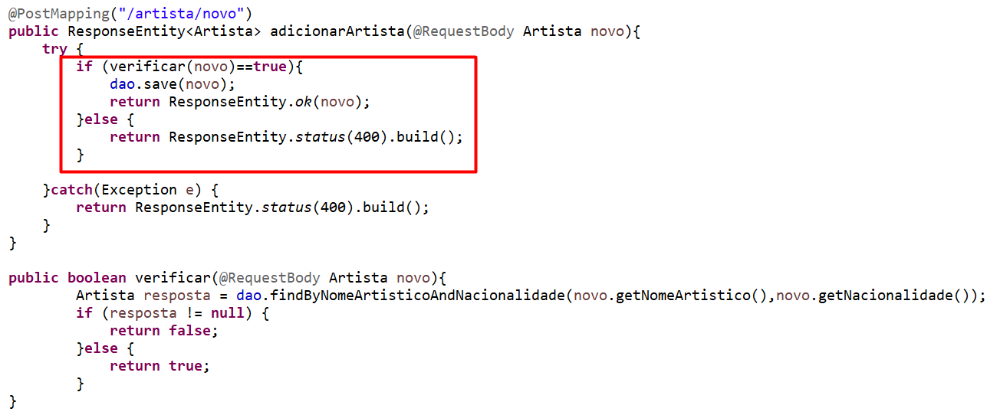 @PostMapping("/artista/novo")
public ResponseEntity<Artista> adicionarArtista(@RequestBody Artista novo){
    try {
        if (verificar(novo)==true){
            dao.save(novo);
            return ResponseEntity.ok(novo);
        }else {
            return ResponseEntity.status(400).build();
        }
    }catch(Exception e) {
        return ResponseEntity.status(400).build();
    }
}
public boolean verificar(@RequestBody Artista novo){
        Artista resposta = dao.findByNomeArtisticoAndNacionalidade(novo.getNomeArtistico(),novo.getNacionalidade());
        if (resposta != null) {
            return false;
        }else {
            return true;
        }
}